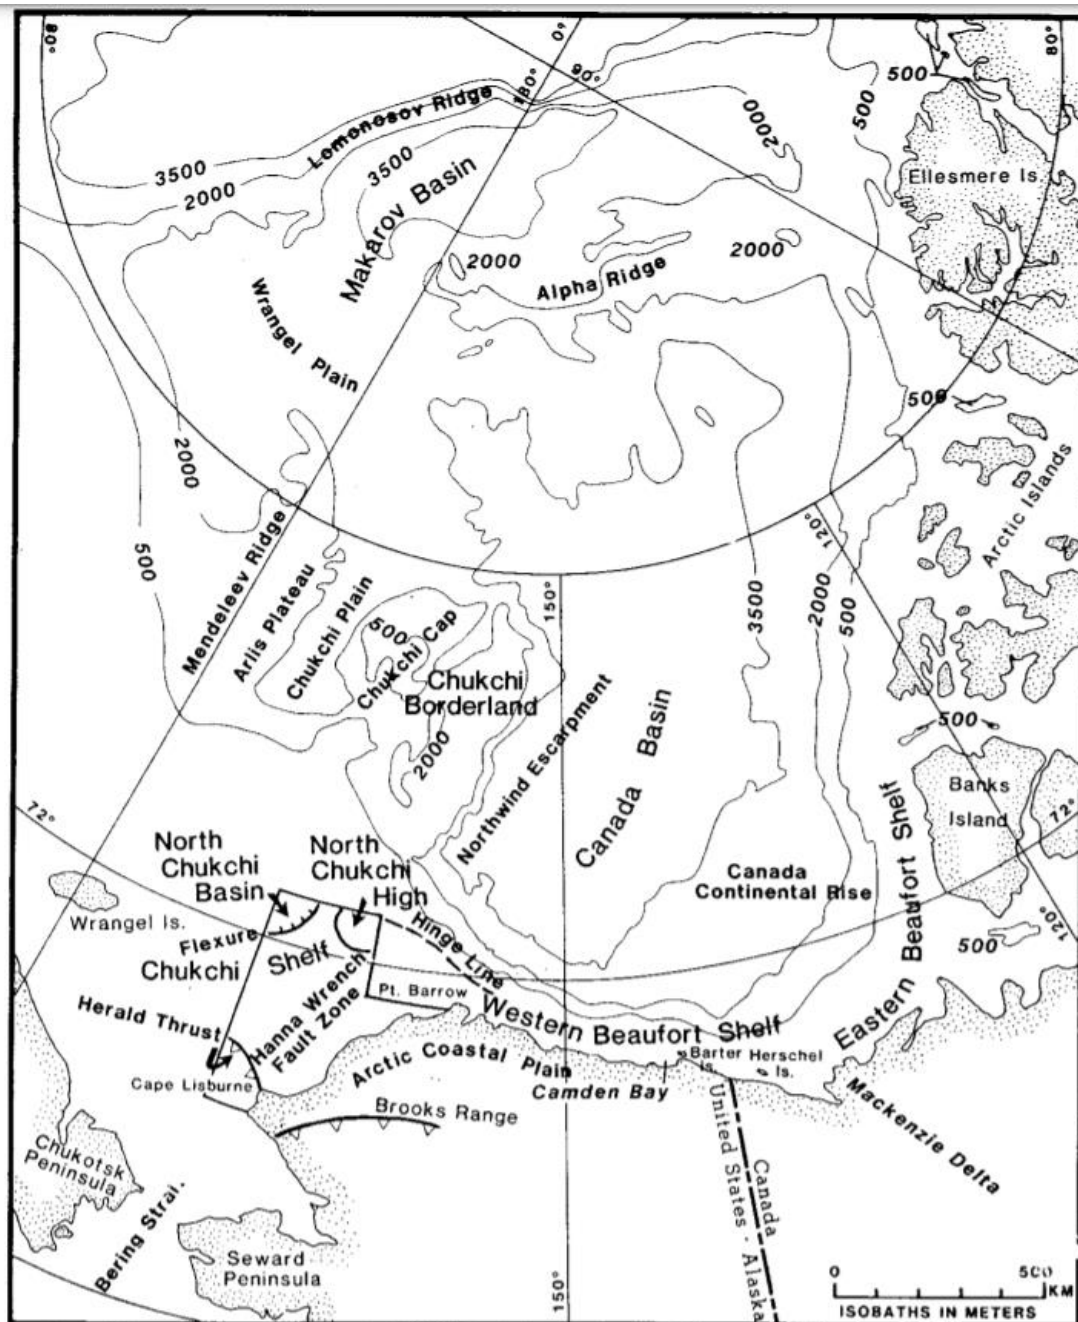 80°
0°
180°
90°
80°
500
500
2000
Lomonosov Ridge
3500
2000
3500
Makarov Basin
Ellesmere Is.
2000
Alpha Ridge
2000
Wrangel Plain
500
2000
Arctic Islands
500
Mendeleev Ridge
Arlis Plateau
Chukchi Plain
500
Chukchi Cap
Chukchi
Borderland
2000
150°
120°
3500
2000
500
Northwind Escarpment
Canada Basin
500
Banks
Island
72°
72°
North
Chukchi
Basin
North
Chukchi
High
Canada
Continental Rise
Eastern Beaufort Shelf
120°
500
Wrangel Is.
Flexure
Hinge Line
Chukchi Shelf
Pt. Barrow
Hanna Wrench
Fault Zone
Herald Thrust
Western Beaufort Shelf
Cape Lisburne
Arctic Coastal Plain
Barter
Is.
Herschel
Is.
Camden Bay
Brooks Range
Mackenzie Delta
Chukotsk
Peninsula
Bering Strai.
Seward
Peninsula
150°
Canada
United States - Alaska
0 500
KM
ISOBATHS IN METERS